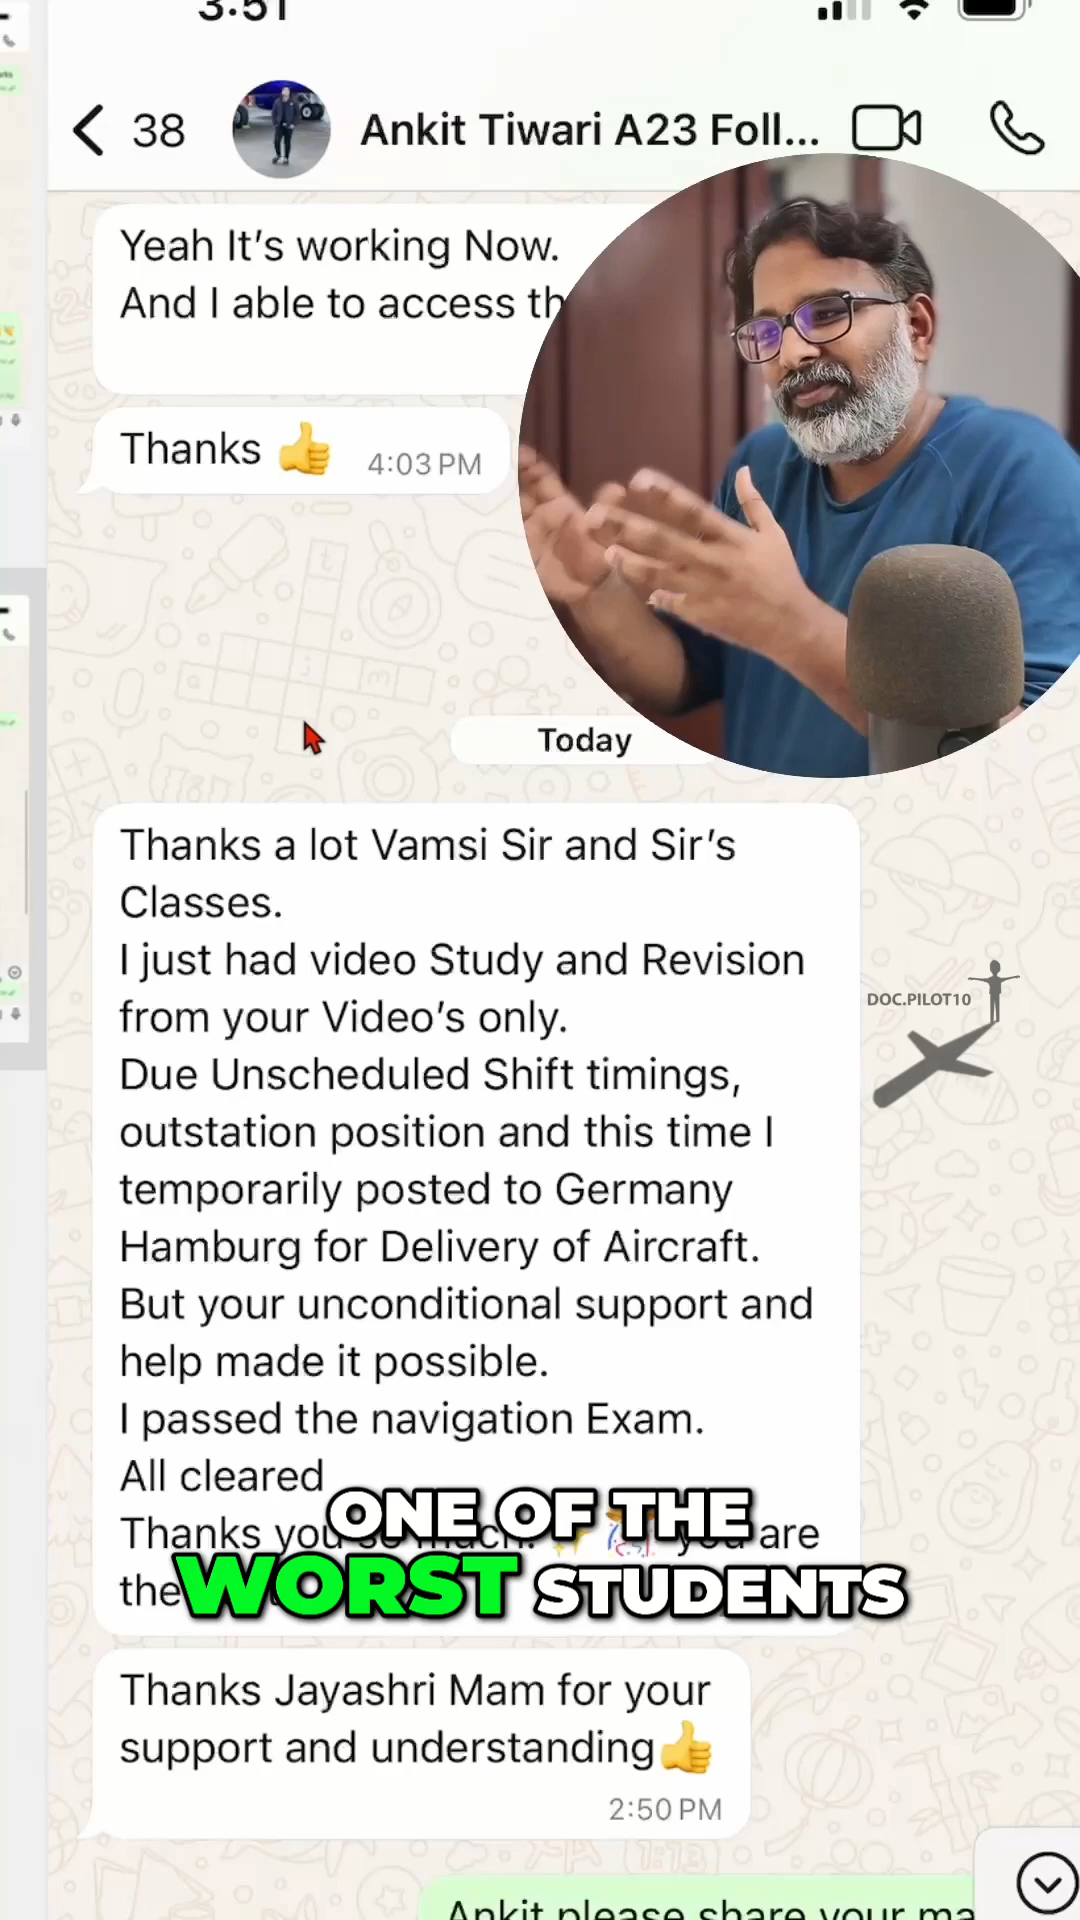 3:51
38
Ankit Tiwari A23 Foll...
Yeah It's working Now.
And I able to access th
Thanks 👍 4:03 PM
Today
Thanks a lot Vamsi Sir and Sir's
Classes.
I just had video Study and Revision
from your Video's only.
Due Unscheduled Shift timings,
outstation position and this time I
temporarily posted to Germany
Hamburg for Delivery of Aircraft.
But your unconditional support and
help made it possible.
I passed the navigation Exam.
All cleared
Thanks you so much. are
the
DOC.PILOT10
ONE OF THE
WORST STUDENTS
Thanks Jayashri Mam for your
support and understanding👍
2:50 PM
Ankit please share your ma